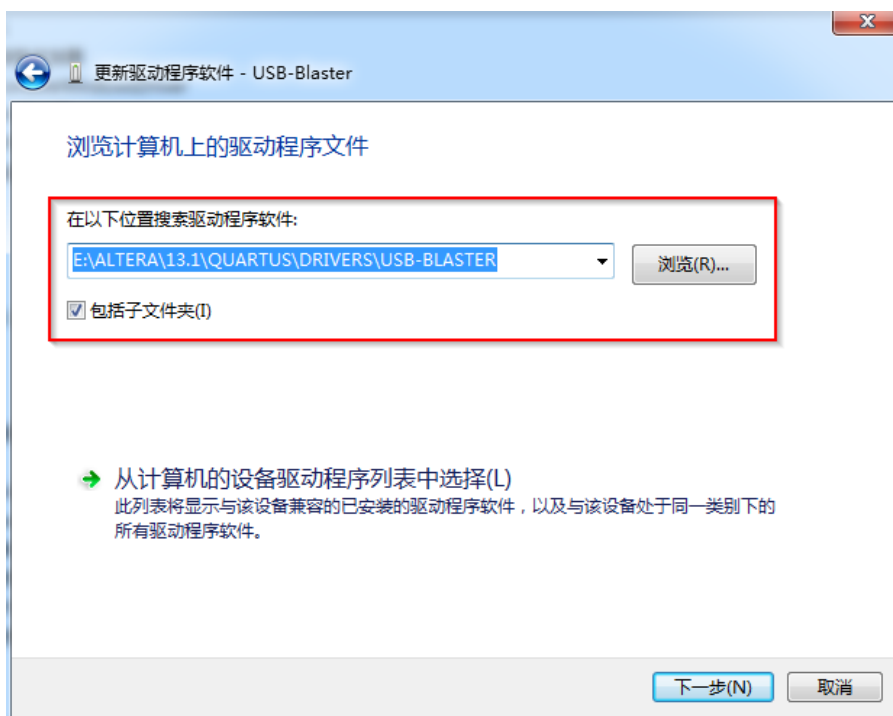 更新驱动程序软件 - USB-Blaster
浏览计算机上的驱动程序文件
在以下位置搜索驱动程序软件:
E:\ALTERA\13.1\QUARTUS\DRIVERS\USB-BLASTER
浏览(R)...
包括子文件夹(I)
从计算机的设备驱动程序列表中选择(L)
此列表将显示与该设备兼容的已安装的驱动程序软件，以及与该设备处于同一类别下的
所有驱动程序软件。
下一步(N)
取消